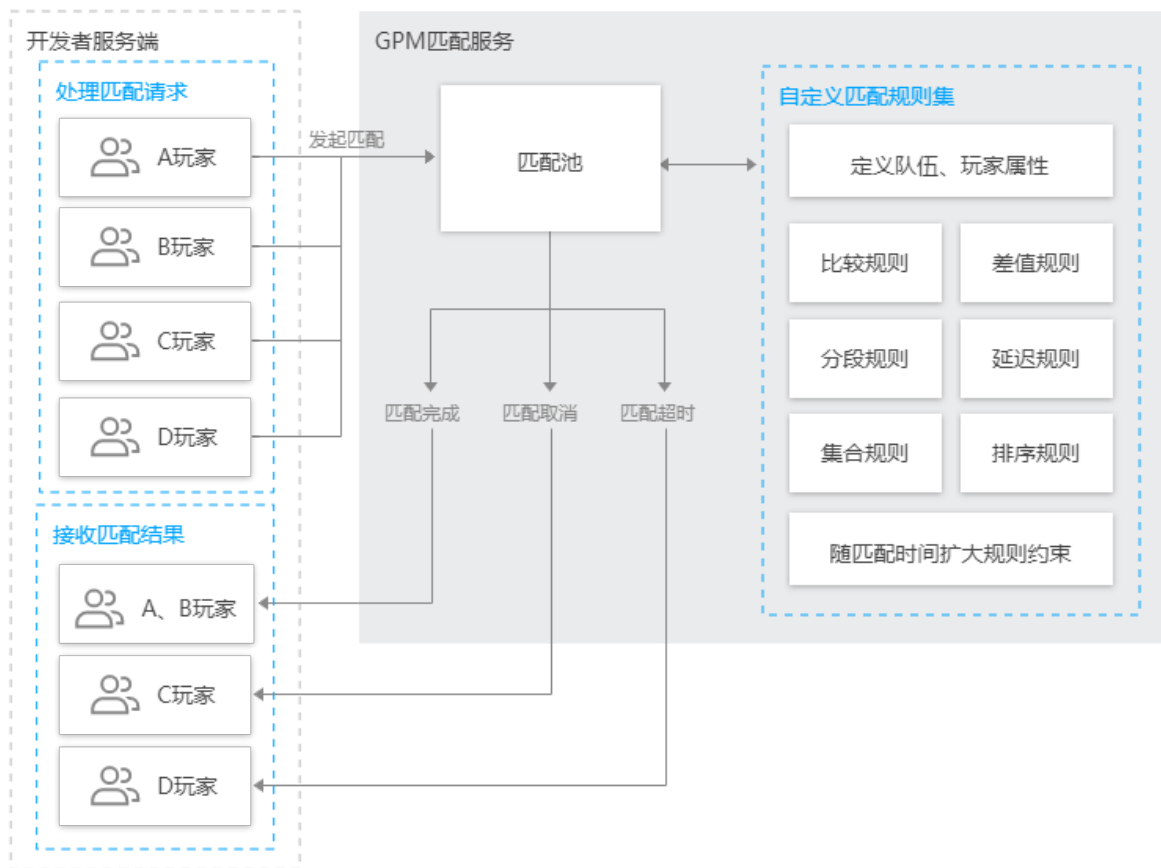 开发者服务端
处理匹配请求
A玩家
B玩家
C玩家
D玩家
接收匹配结果
A、B玩家
C玩家
D玩家
发起匹配
GPM匹配服务
匹配池
匹配完成
匹配取消
匹配超时
自定义匹配规则集
定义队伍、玩家属性
比较规则
差值规则
分段规则
延迟规则
集合规则
排序规则
随匹配时间扩大规则约束